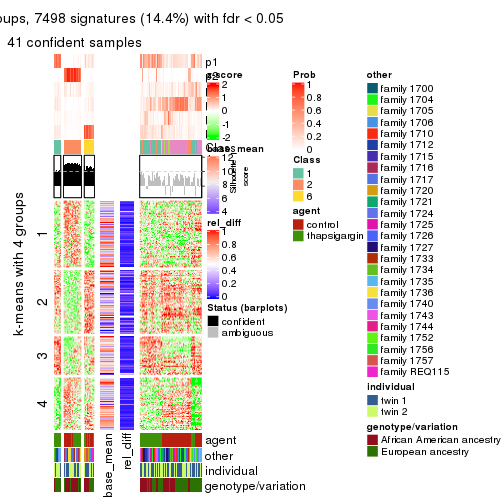 oups, 7498 signatures (14.4%) with fdr < 0.05
41 confident samples
p1
z-score
2
1
0
-1
-2
Class
base_mean
12
10
8
6
4
Silhouette
score
rel_diff
1
0.8
0.6
0.4
0.2
0
Status (barplots)
confident
ambiguous
Prob
1
0.8
0.6
0.4
0.2
0
Class
1
2
6
agent
control
thapsigargin
other
family 1700
family 1704
family 1705
family 1706
family 1710
family 1712
family 1715
family 1716
family 1717
family 1720
family 1721
family 1724
family 1725
family 1726
family 1727
family 1733
family 1734
family 1735
family 1736
family 1740
family 1743
family 1744
family 1752
family 1756
family 1757
family REQ115
individual
twin 1
twin 2
genotype/variation
African American ancestry
European ancestry
k-means with 4 groups
1
2
3
4
base_mean
rel_diff
agent
other
individual
genotype/variation